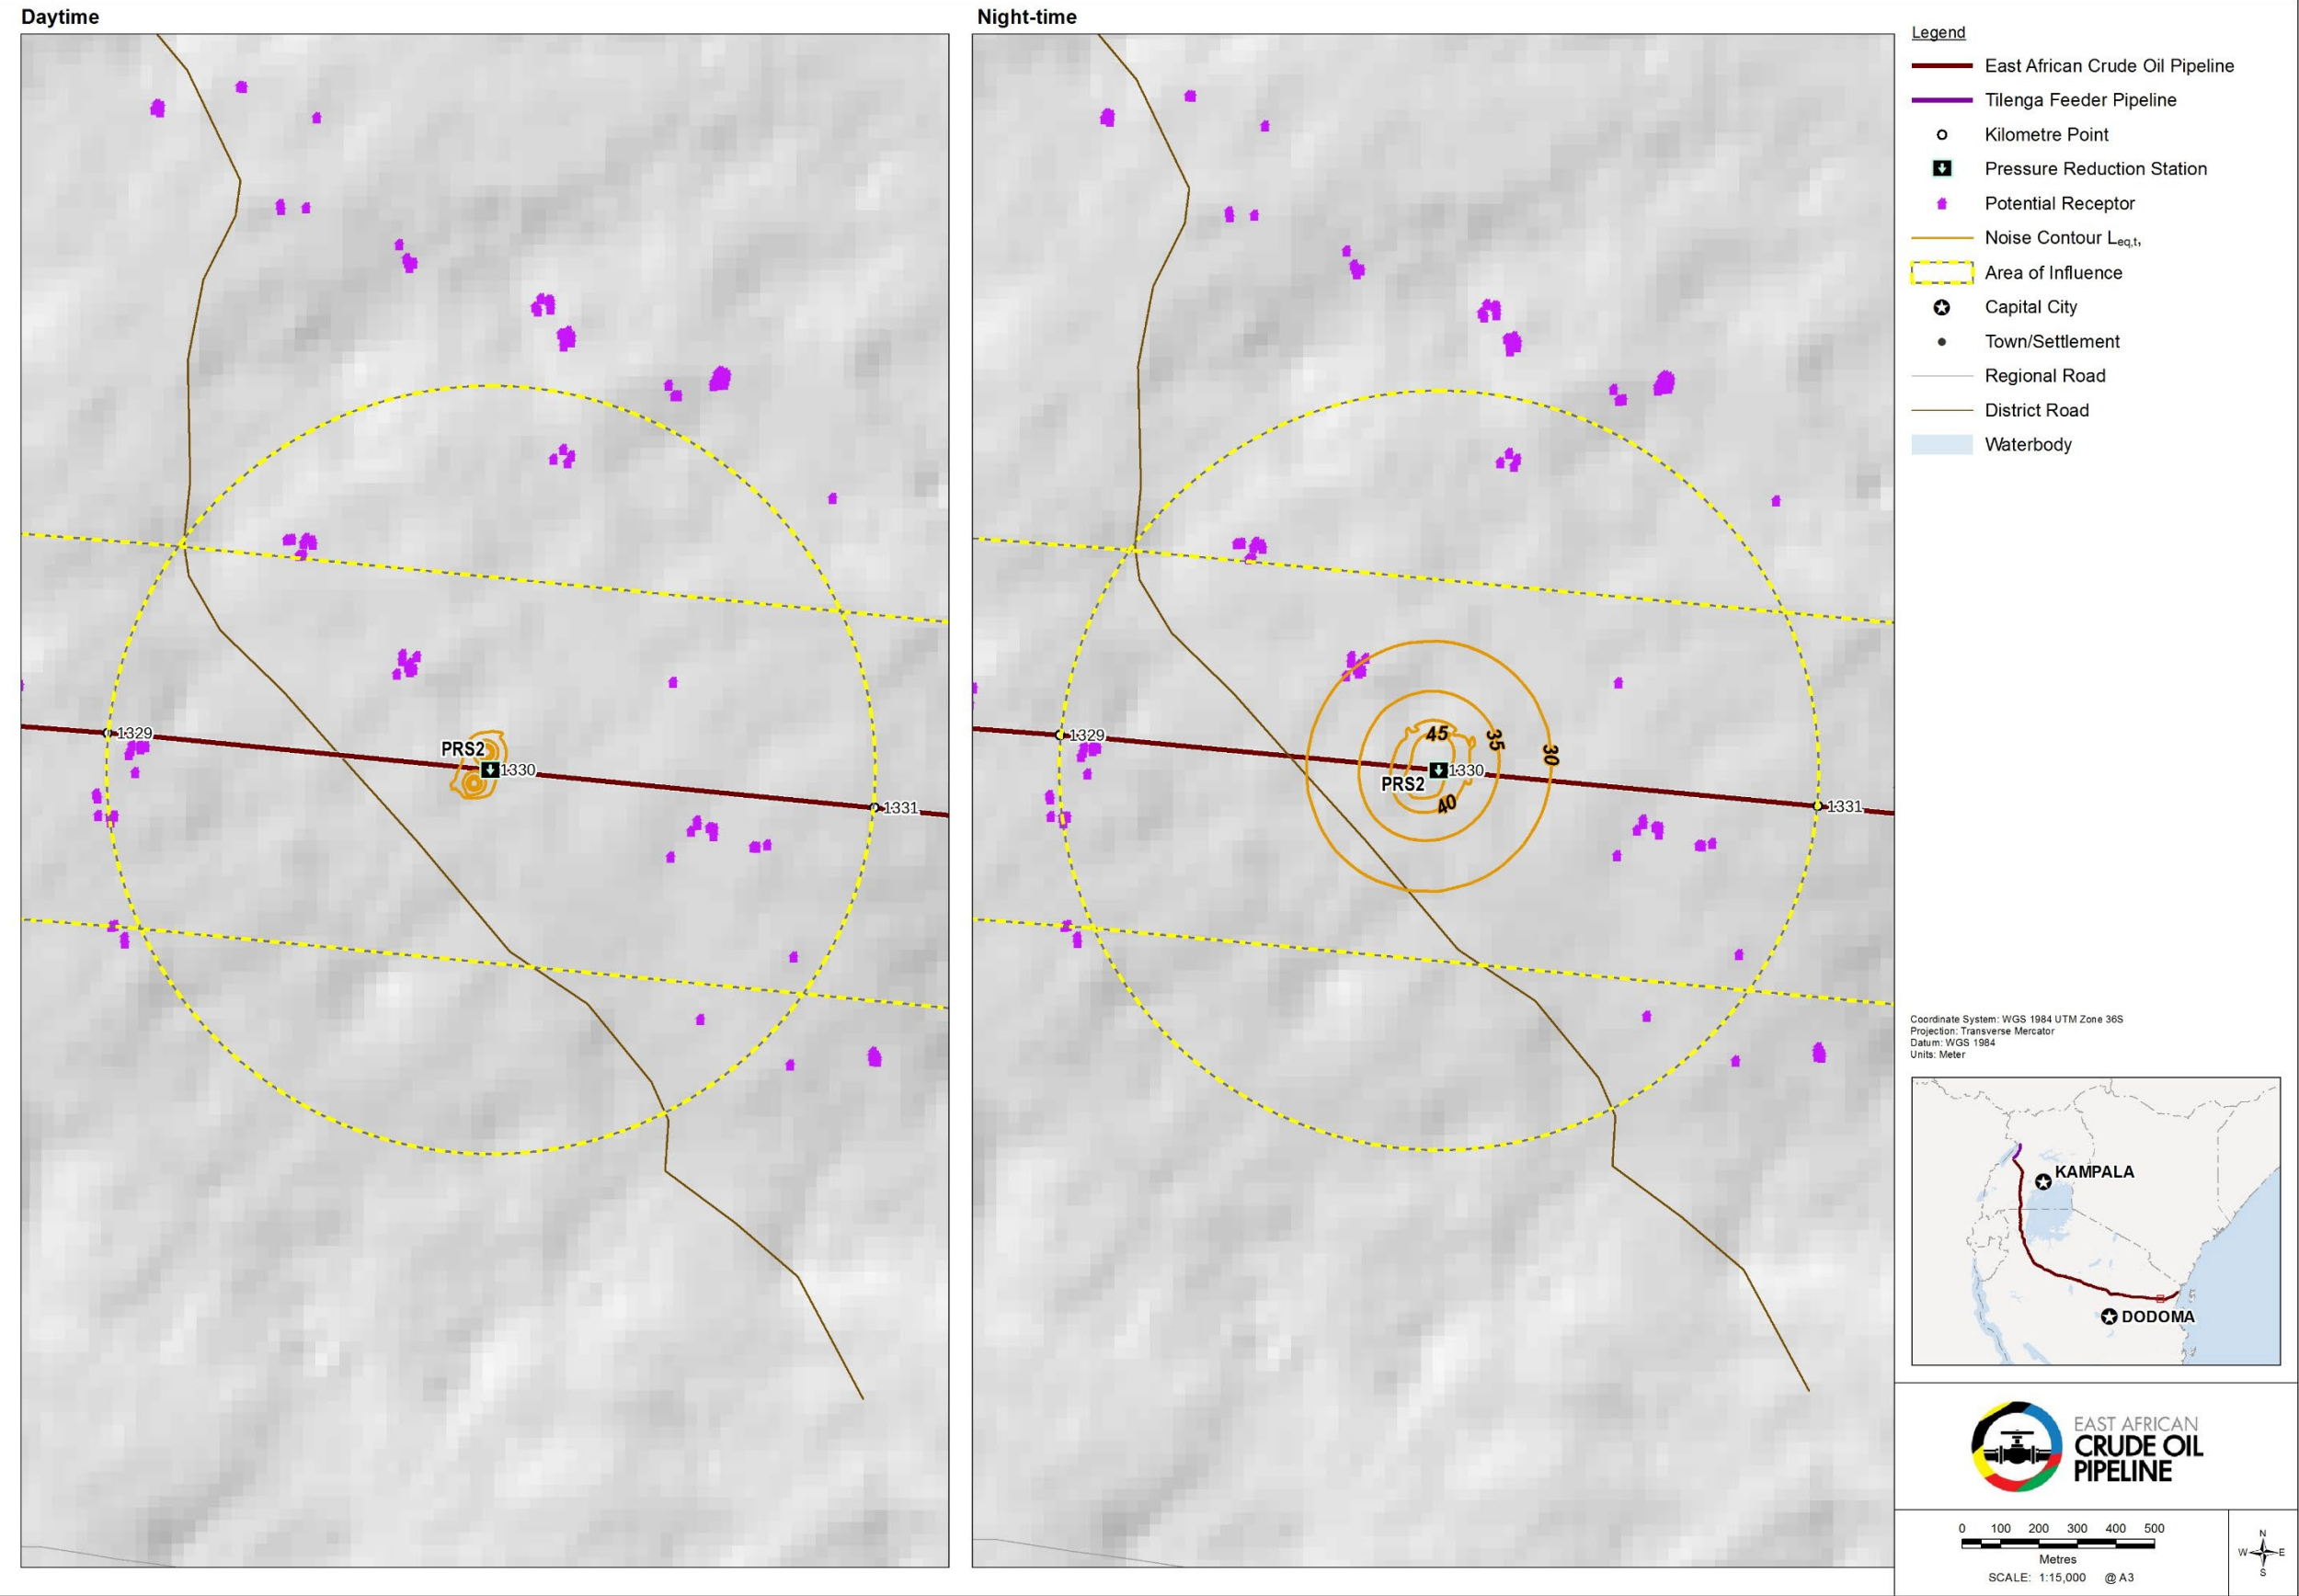 Daytime
1329
PRS2
1330
1331
Night-time
1329
45
35
30
1330
PRS2
40
1331
Legend
East African Crude Oil Pipeline
Tilenga Feeder Pipeline
Kilometre Point
Pressure Reduction Station
Potential Receptor
Noise Contour Leq,t,
Area of Influence
Capital City
Town/Settlement
Regional Road
District Road
Waterbody
Coordinate System: WGS 1984 UTM Zone 36S
Projection: Transverse Mercator
Datum: WGS 1984
Units: Meter
KAMPALA
DODOMA
EAST AFRICAN
CRUDE OIL
PIPELINE
0 100 200 300 400 500
Metres
SCALE: 1:15,000 @ A3
N
W E
S